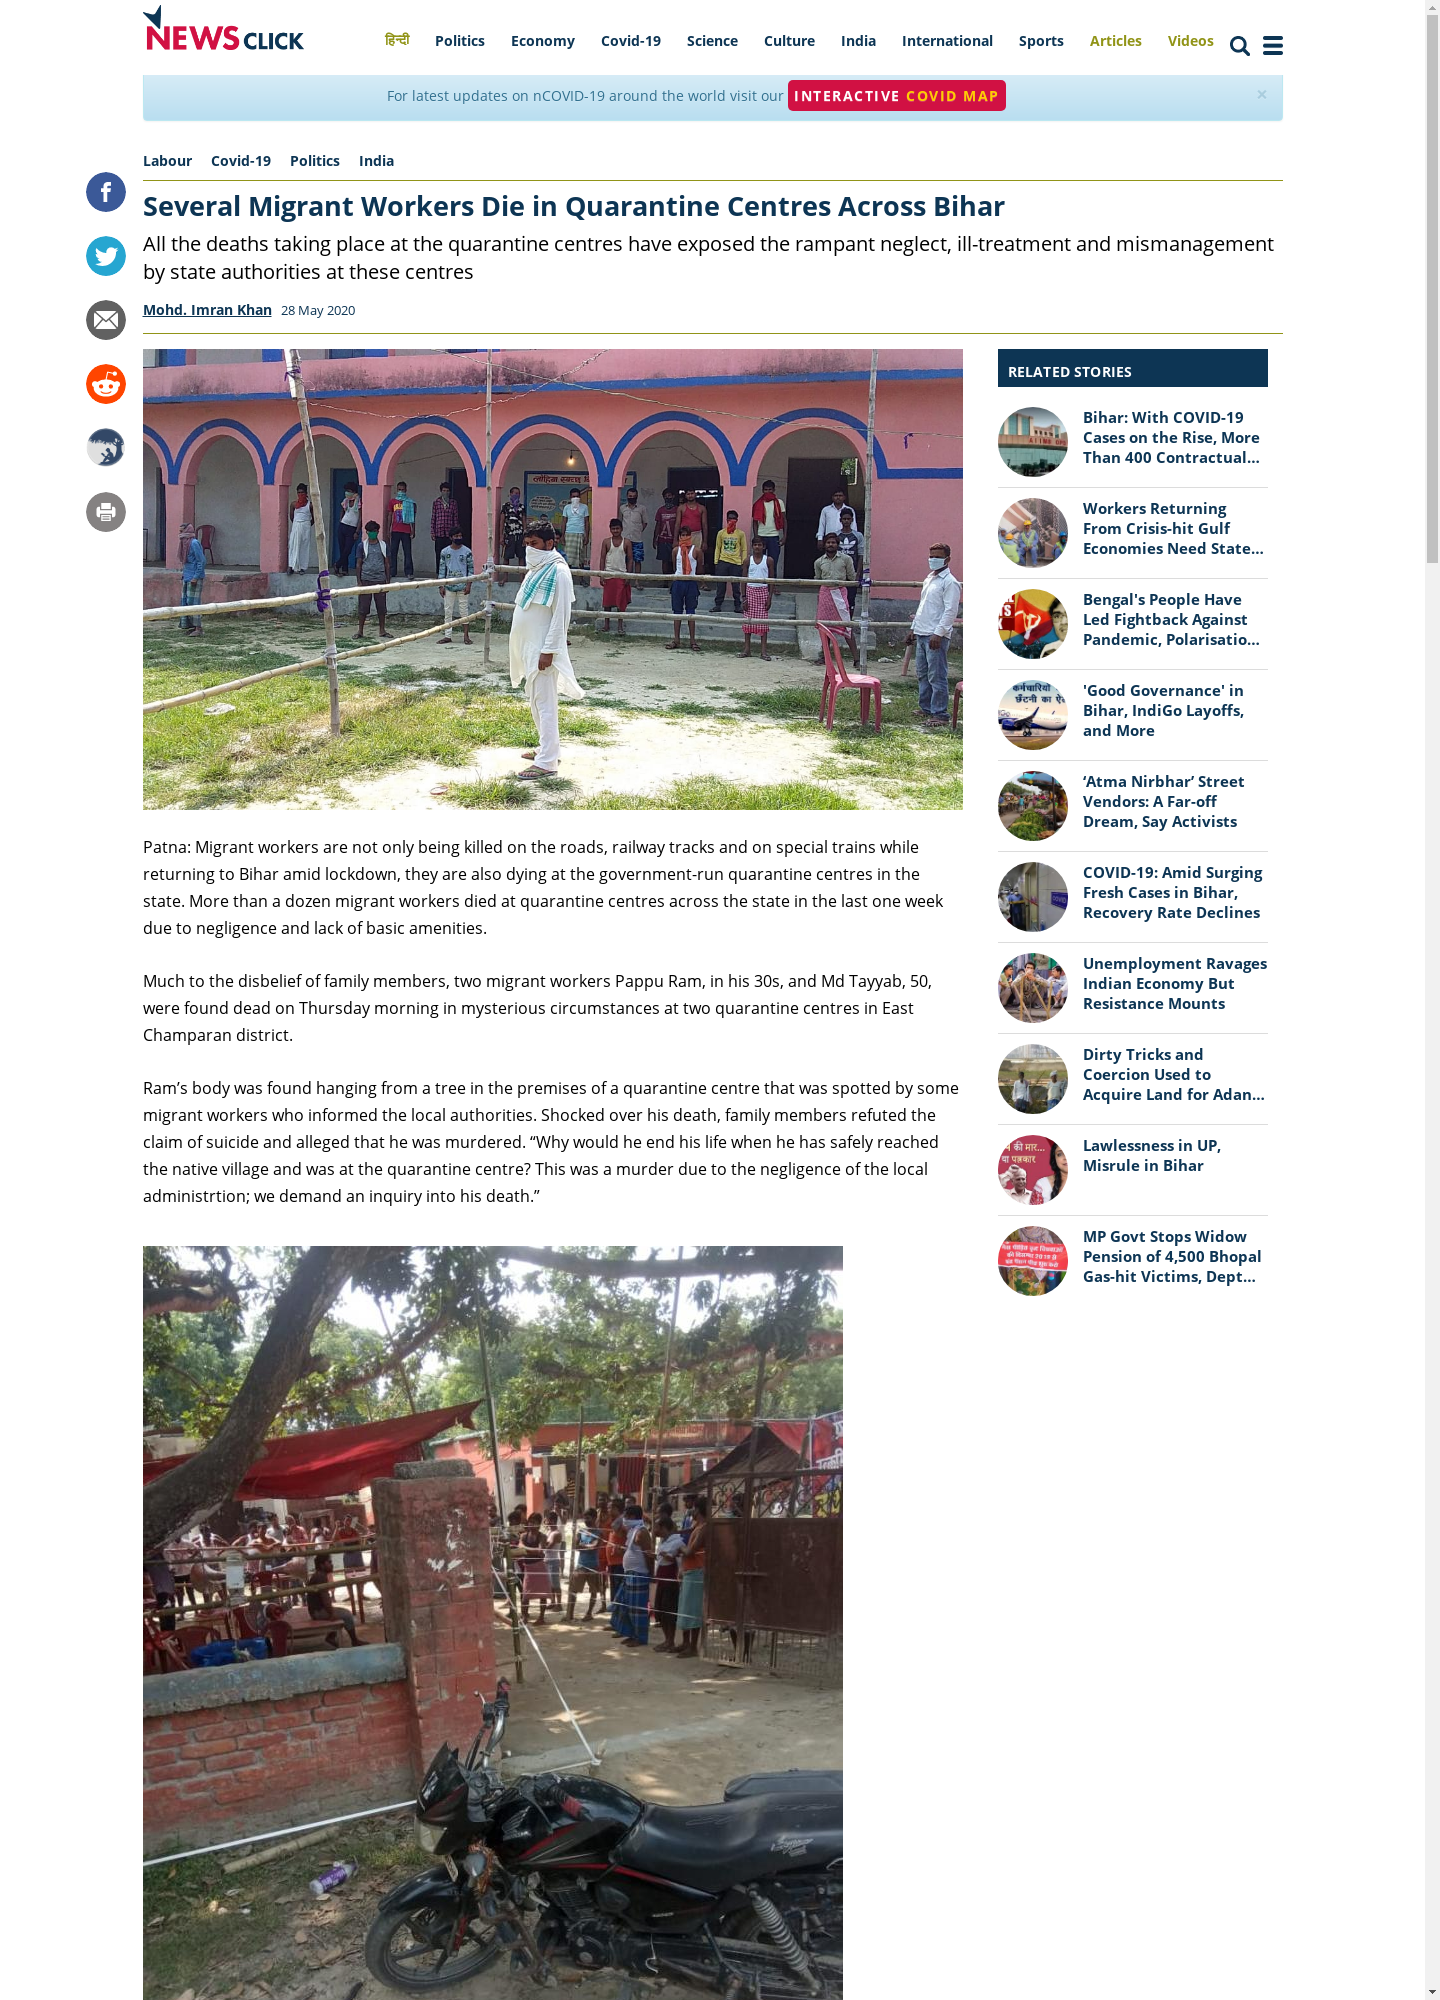 NEWS CLICK
हिन्दी Politics Economy Covid-19 Science Culture India International Sports Articles Videos
For latest updates on nCOVID-19 around the world visit our INTERACTIVE COVID MAP ×
Labour Covid-19 Politics India
Several Migrant Workers Die in Quarantine Centres Across Bihar
All the deaths taking place at the quarantine centres have exposed the rampant neglect, ill-treatment and mismanagement
by state authorities at these centres
Mohd. Imran Khan 28 May 2020
Patna: Migrant workers are not only being killed on the roads, railway tracks and on special trains while
returning to Bihar amid lockdown, they are also dying at the government-run quarantine centres in the
state. More than a dozen migrant workers died at quarantine centres across the state in the last one week
due to negligence and lack of basic amenities.
Much to the disbelief of family members, two migrant workers Pappu Ram, in his 30s, and Md Tayyab, 50,
were found dead on Thursday morning in mysterious circumstances at two quarantine centres in East
Champaran district.
Ram’s body was found hanging from a tree in the premises of a quarantine centre that was spotted by some
migrant workers who informed the local authorities. Shocked over his death, family members refuted the
claim of suicide and alleged that he was murdered. “Why would he end his life when he has safely reached
the native village and was at the quarantine centre? This was a murder due to the negligence of the local
administrtion; we demand an inquiry into his death.”
RELATED STORIES
Bihar: With COVID-19
Cases on the Rise, More
Than 400 Contractual...
Workers Returning
From Crisis-hit Gulf
Economies Need State...
Bengal's People Have
Led Fightback Against
Pandemic, Polarisatio...
'Good Governance' in
Bihar, IndiGo Layoffs,
and More
‘Atma Nirbhar’ Street
Vendors: A Far-off
Dream, Say Activists
COVID-19: Amid Surging
Fresh Cases in Bihar,
Recovery Rate Declines
Unemployment Ravages
Indian Economy But
Resistance Mounts
Dirty Tricks and
Coercion Used to
Acquire Land for Adan...
Lawlessness in UP,
Misrule in Bihar
MP Govt Stops Widow
Pension of 4,500 Bhopal
Gas-hit Victims, Dept...